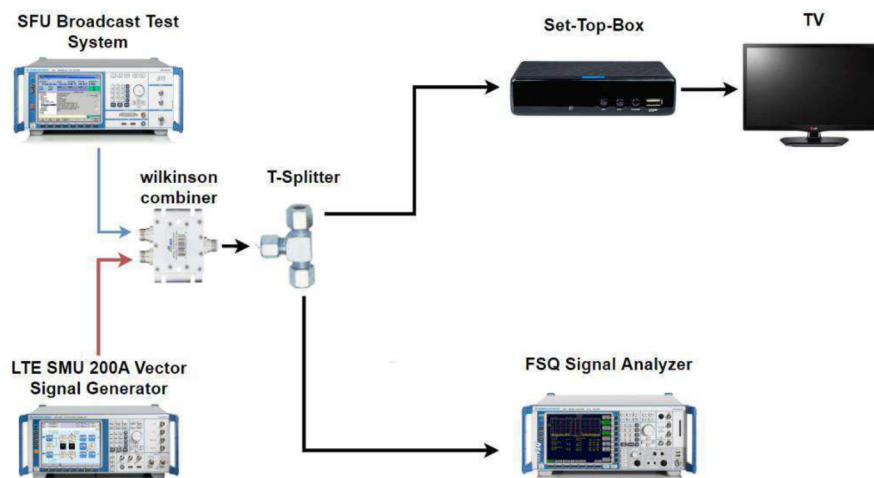 SFU Broadcast Test
System
Set-Top-Box
TV
wilkinson
combiner
T-Splitter
LTE SMU 200A Vector
Signal Generator
FSQ Signal Analyzer